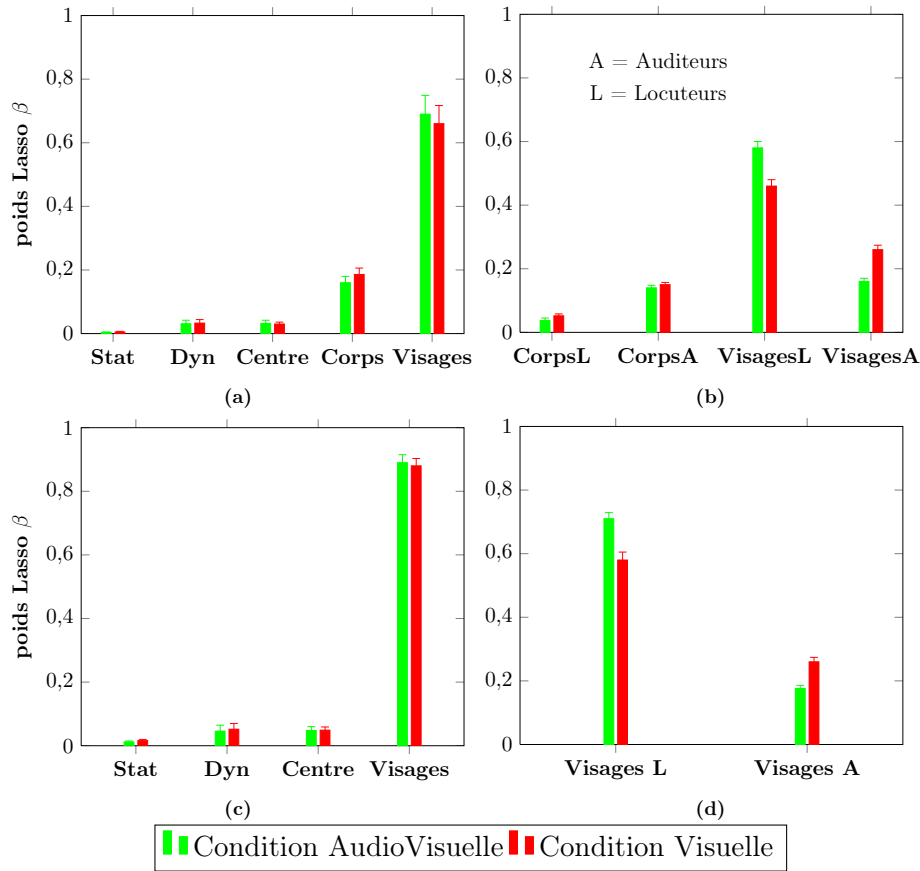 1
0,8
0,6
0,4
0,2
0
poids Lasso β
Stat Dyn Centre Corps Visages
(a)
1
0,8
0,6
0,4
0,2
0
A = Auditeurs
L = Locuteurs
CorpsL CorpsA VisagesL VisagesA
(b)
1
0,8
0,6
0,4
0,2
0
poids Lasso β
Stat Dyn Centre Visages
(c)
1
0,8
0,6
0,4
0,2
0
Visages L Visages A
(d)
Condition AudioVisuelle Condition Visuelle